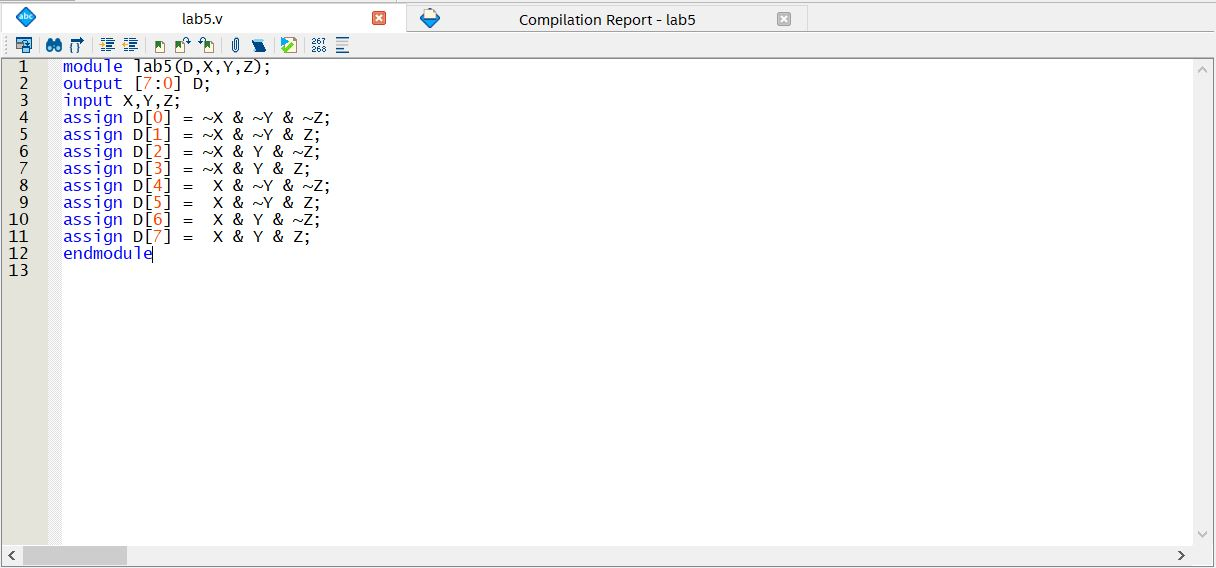 lab5.v
Compilation Report - lab5
abc
267
268
1 module lab5(D,X,Y,Z);
2 output [7:0] D;
3 input X,Y,Z;
4 assign D[0] = ~X & ~Y & ~Z;
5 assign D[1] = ~X & ~Y & Z;
6 assign D[2] = ~X & Y & ~Z;
7 assign D[3] = ~X & Y & Z;
8 assign D[4] =  X & ~Y & ~Z;
9 assign D[5] =  X & ~Y & Z;
10 assign D[6] =  X & Y & ~Z;
11 assign D[7] =  X & Y & Z;
12 endmodule
13